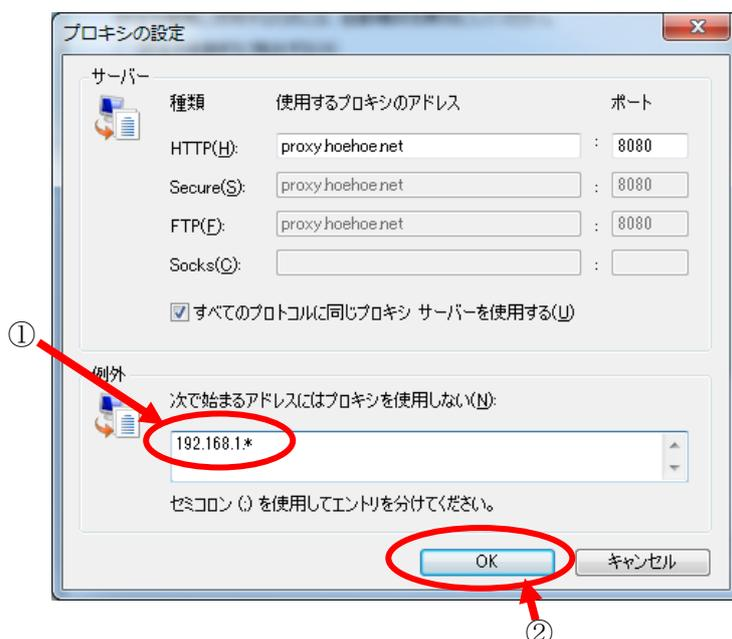 プロキシの設定
サーバー
種類 使用するプロキシのアドレス ポート
HTTP(H): proxy.hoehoe.net : 8080
Secure(S): proxy.hoehoe.net : 8080
FTP(F): proxy.hoehoe.net : 8080
Socks(C): :
すべてのプロトコルに同じプロキシ サーバーを使用する(U)
①
例外
次で始まるアドレスにはプロキシを使用しない(N):
192.168.1.*
セミコロン (;) を使用してエントリを分けてください。
OK キャンセル
②